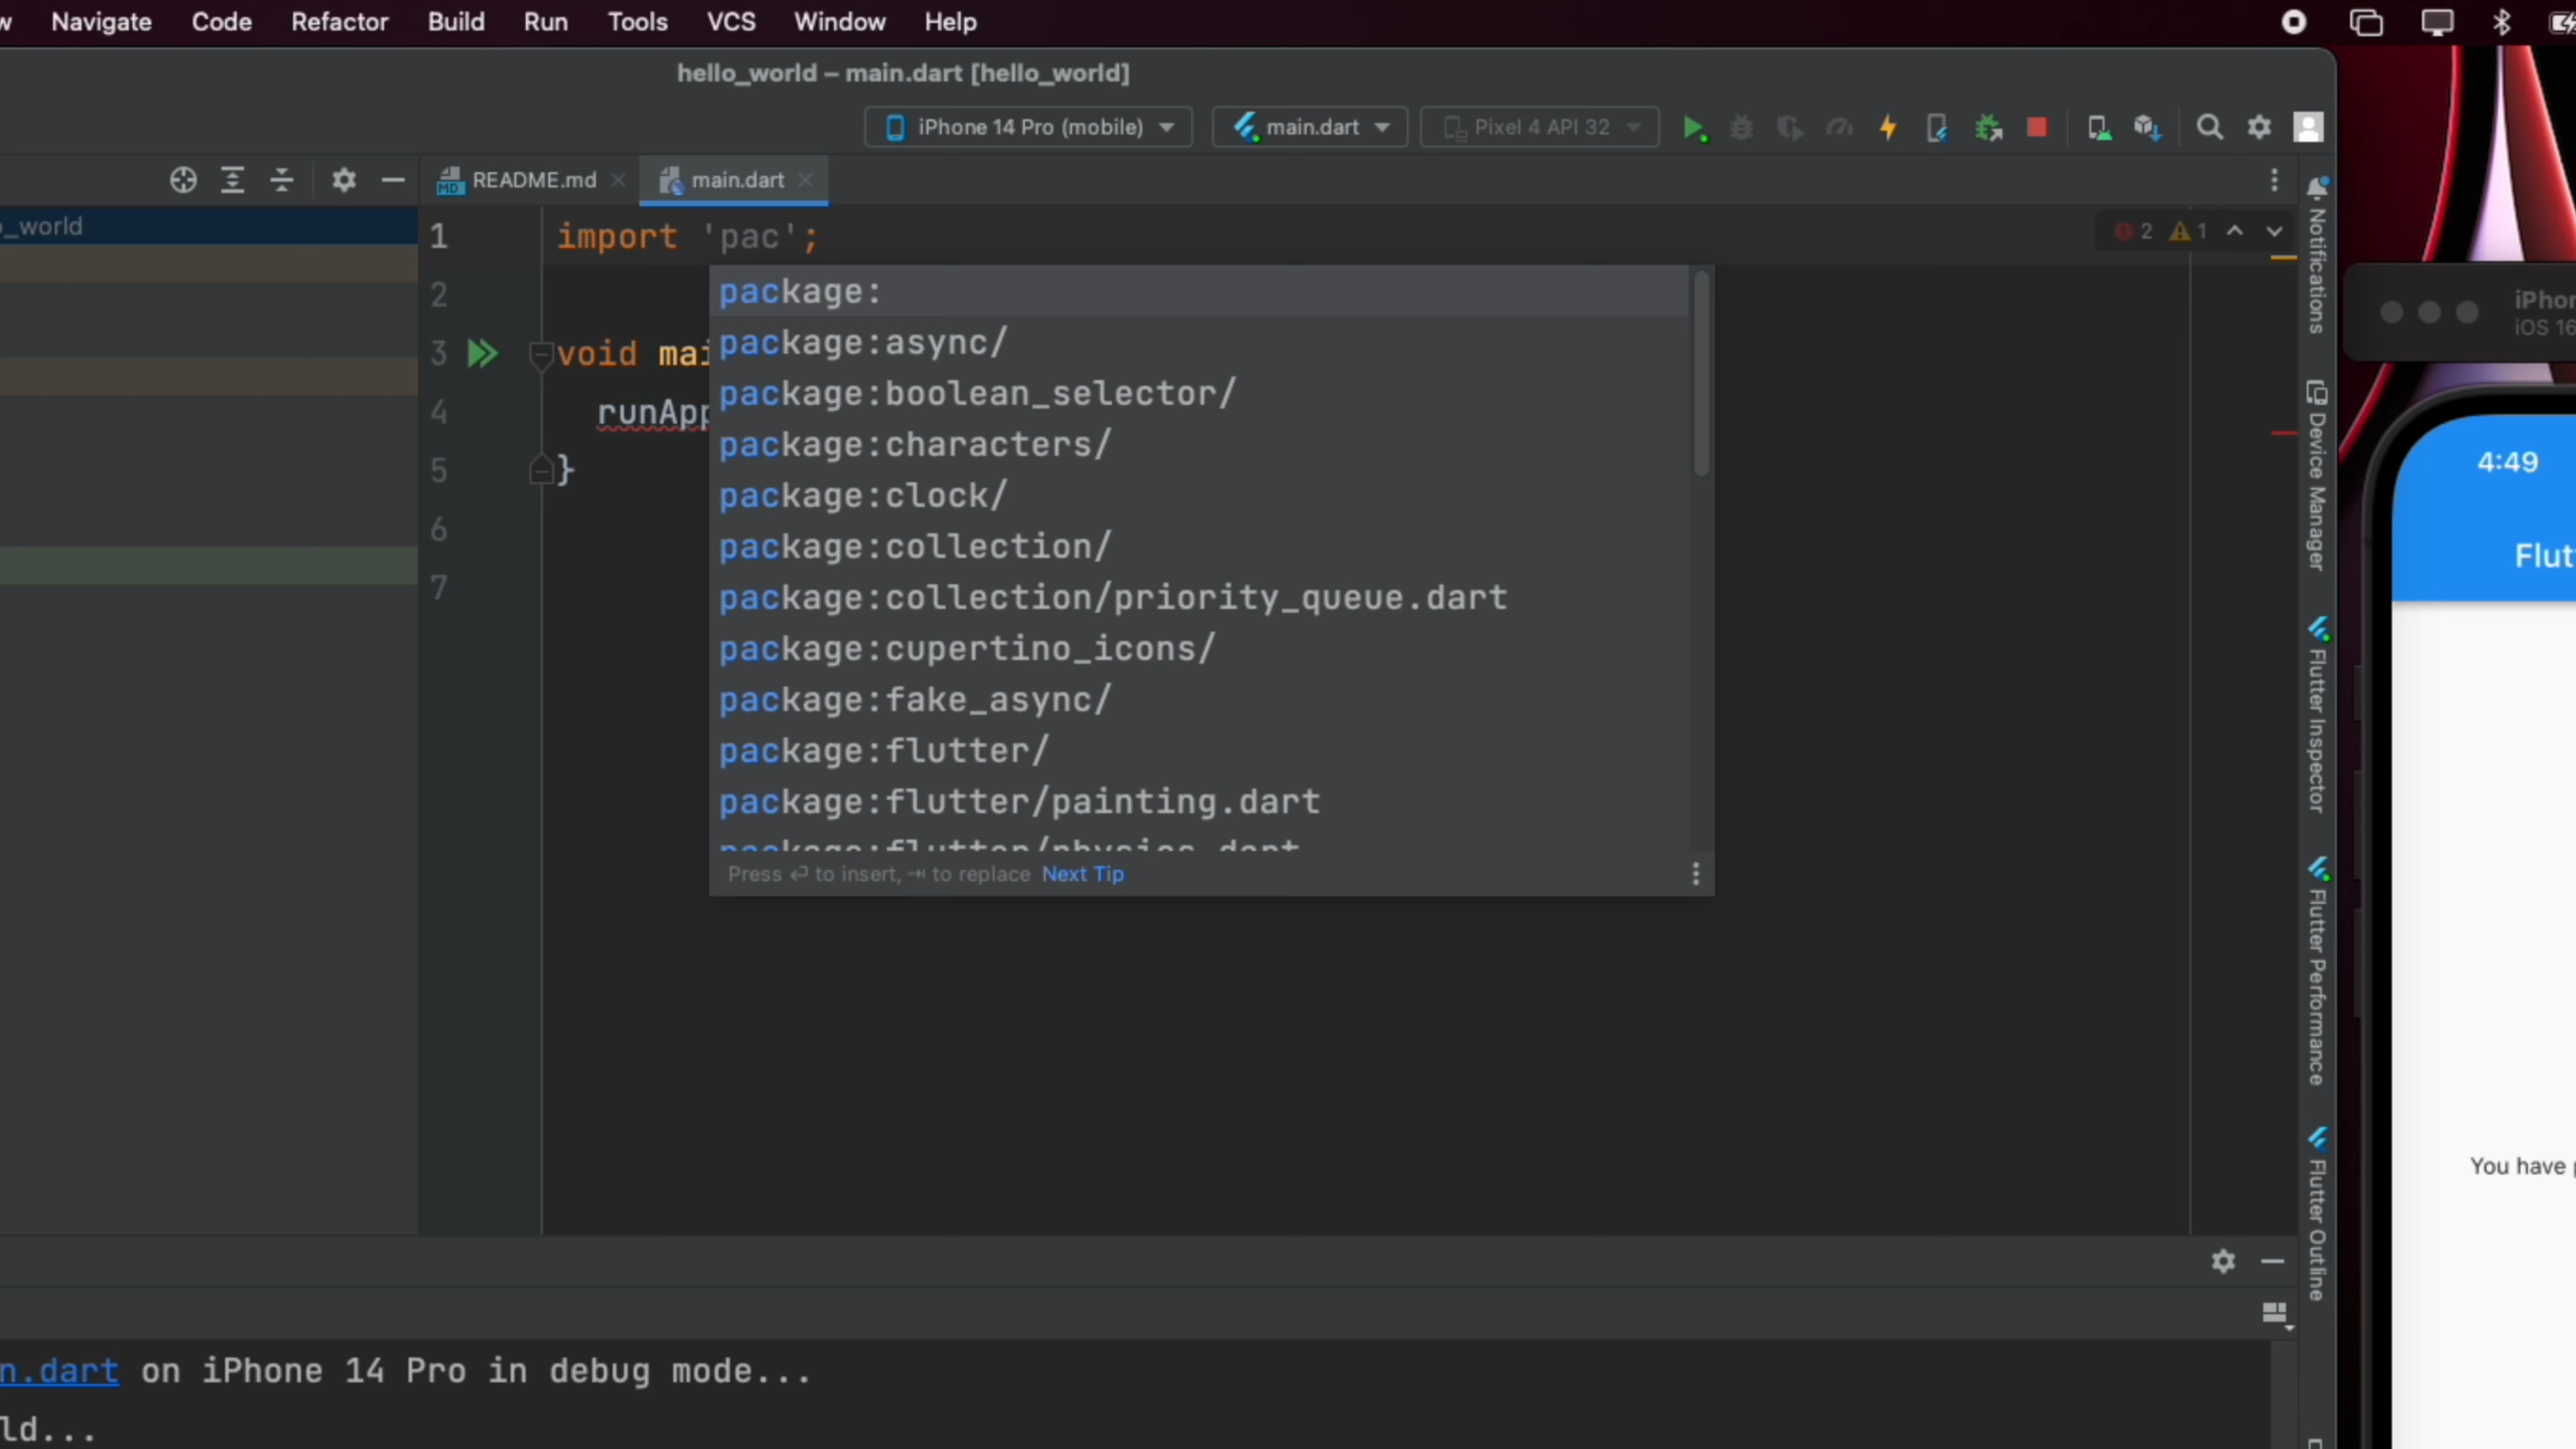 Navigate Code Refactor Build Run Tools VCS Window Help
hello_world – main.dart [hello_world]
iPhone 14 Pro (mobile) main.dart Pixel 4 API 32
README.md main.dart
_world
1 import 'pac'; 2 1
2
3 void mai
4 runApp
5 }
6
7
package:
package:async/
package:boolean_selector/
package:characters/
package:clock/
package:collection/
package:collection/priority_queue.dart
package:cupertino_icons/
package:fake_async/
package:flutter/
package:flutter/painting.dart
package:flutter/physics.dart
Press ⏎ to insert, ⇥ to replace Next Tip
Notifications
Device Manager
Flutter Inspector
Flutter Performance
Flutter Outline
iPhon
iOS 16
4:49
Flut
You have
n.dart on iPhone 14 Pro in debug mode...
ld...